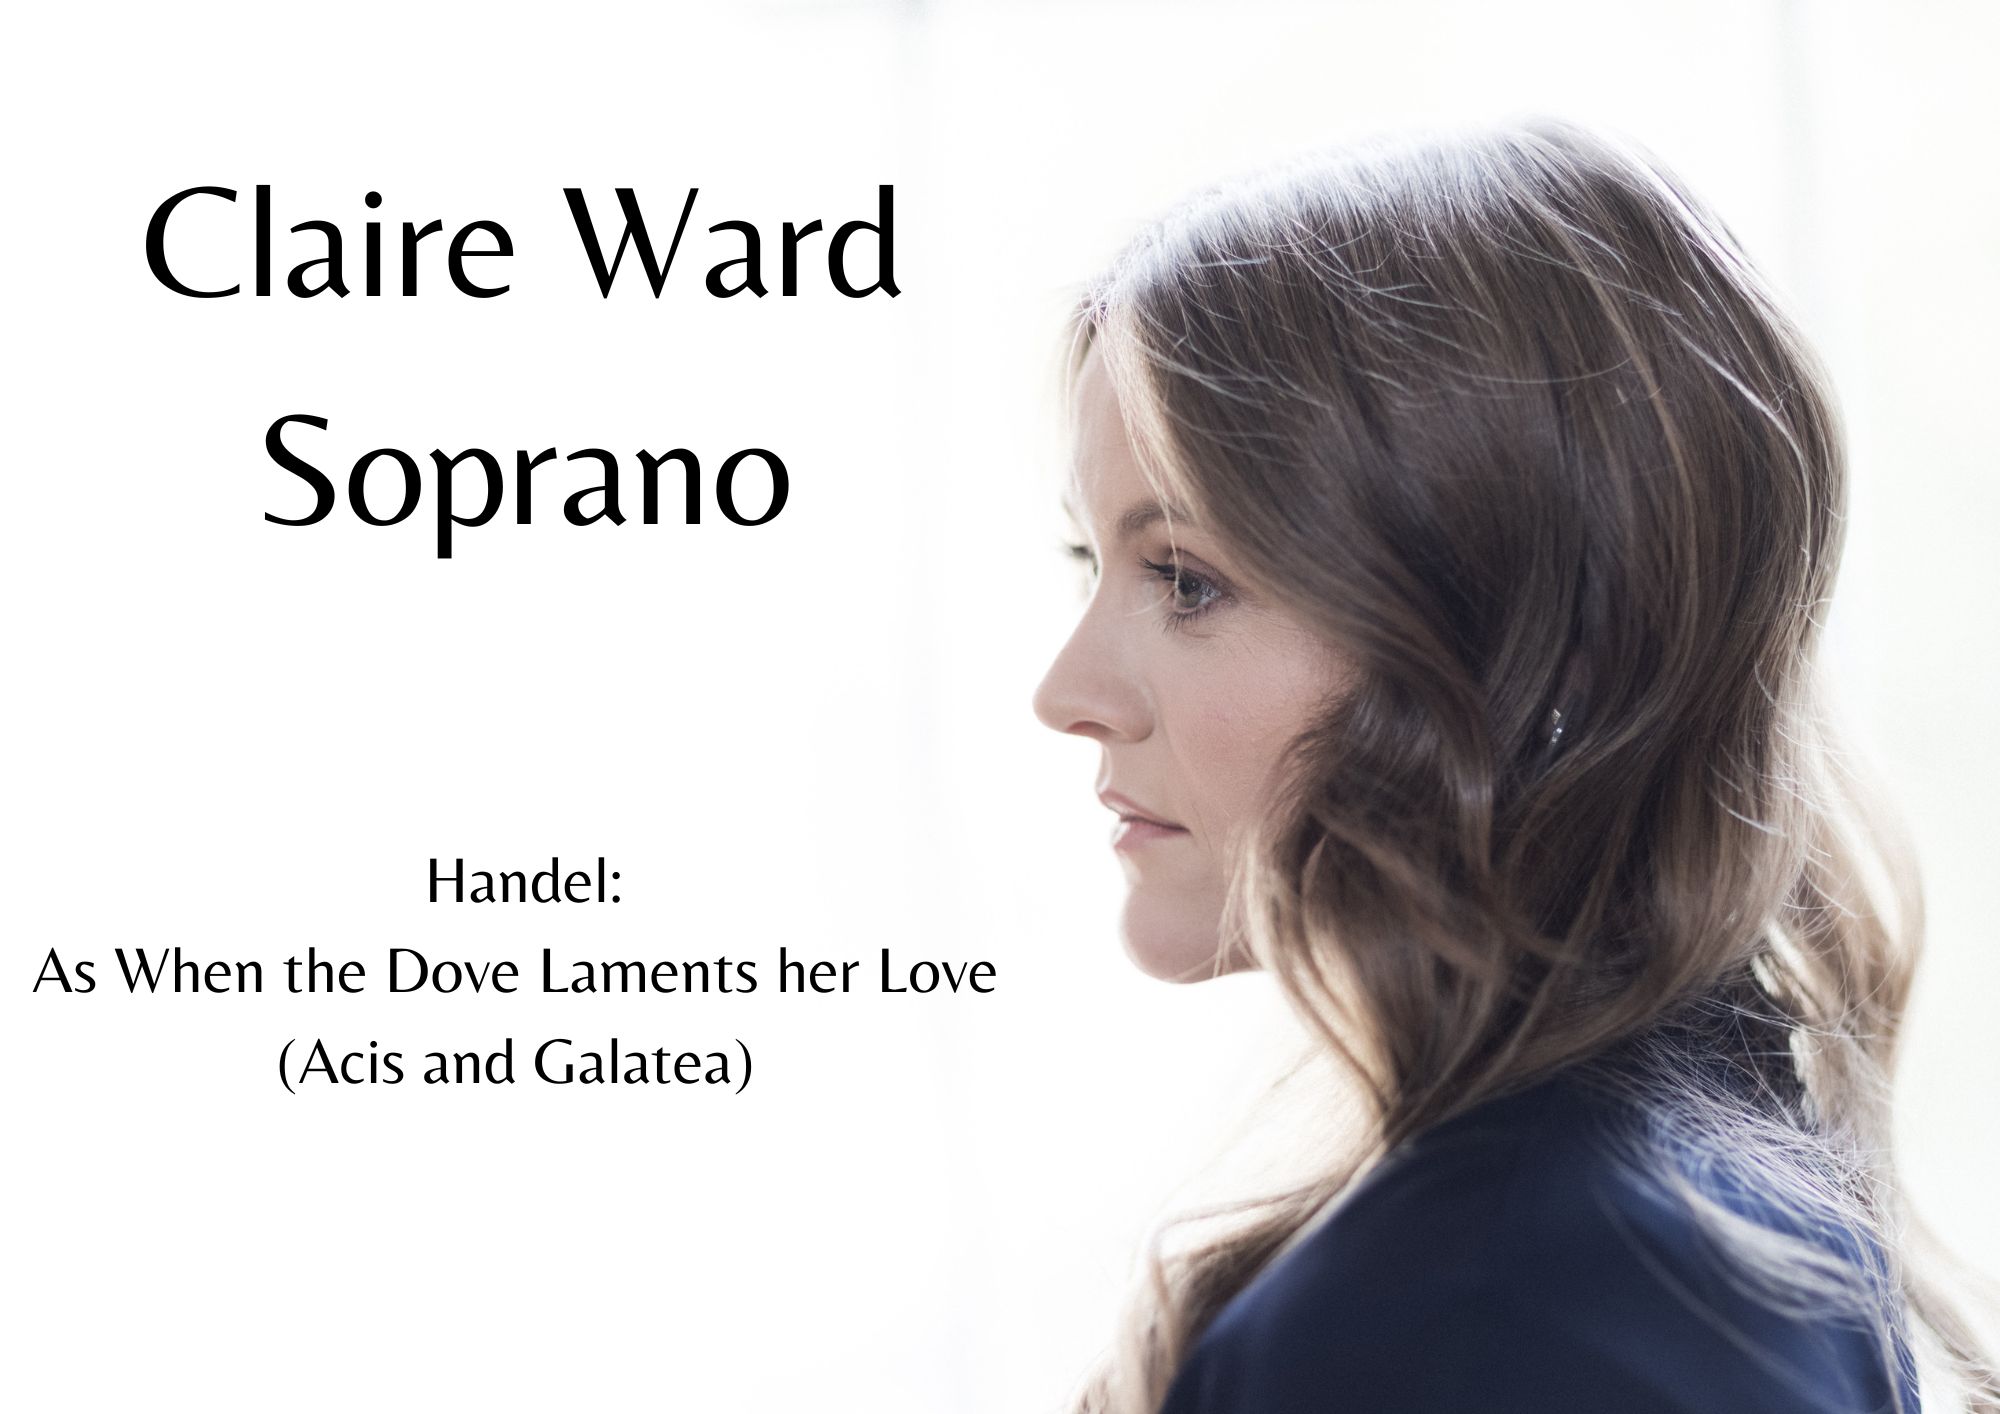 Claire Ward
Soprano
Handel:
As When the Dove Laments her Love
(Acis and Galatea)